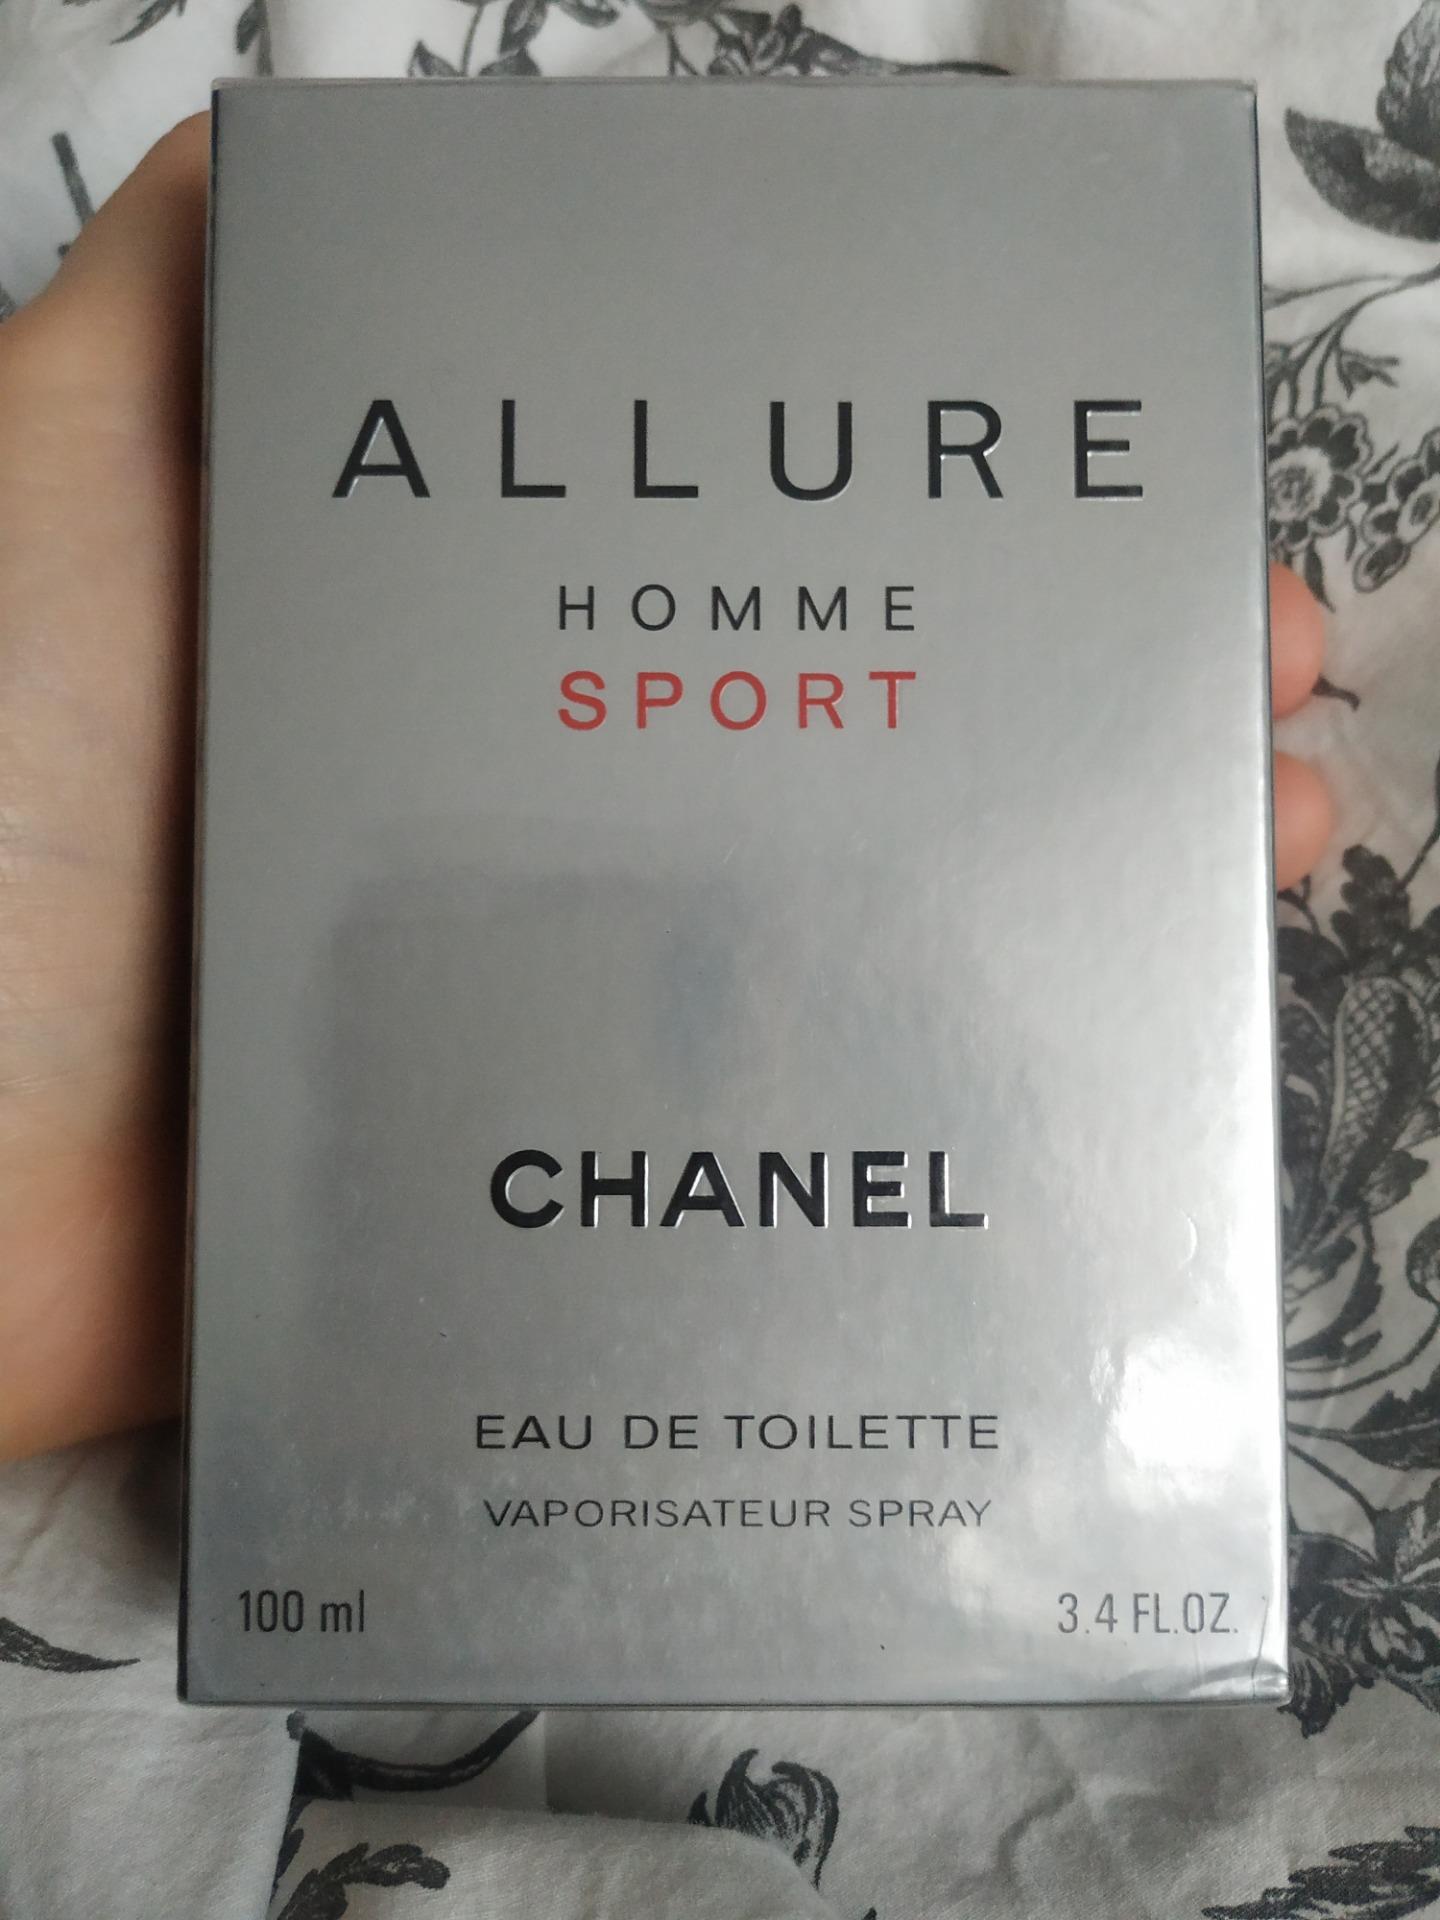 ALLURE
HOMME
SPORT
CHANEL
EAU DE TOILETTE
VAPORISATEUR SPRAY
100 ml 3.4 FL.OZ.